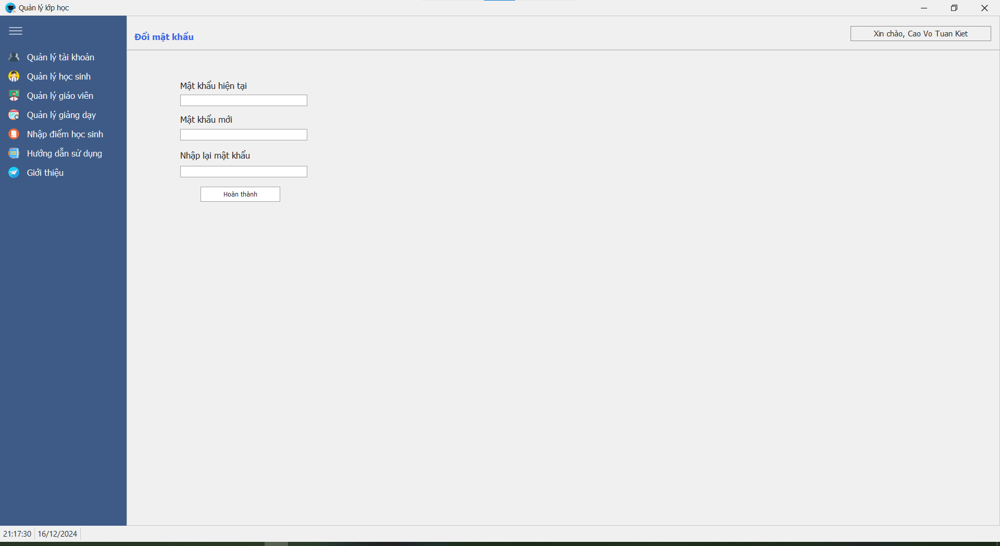 Quản lý lớp học
Đổi mật khẩu
Xin chào, Cao Vo Tuan Kiet
Quản lý tài khoản
Quản lý học sinh
Quản lý giáo viên
Quản lý giảng dạy
Nhập điểm học sinh
Hướng dẫn sử dụng
Giới thiệu
Mật khẩu hiện tại
Mật khẩu mới
Nhập lại mật khẩu
Hoàn thành
21:17:30 16/12/2024